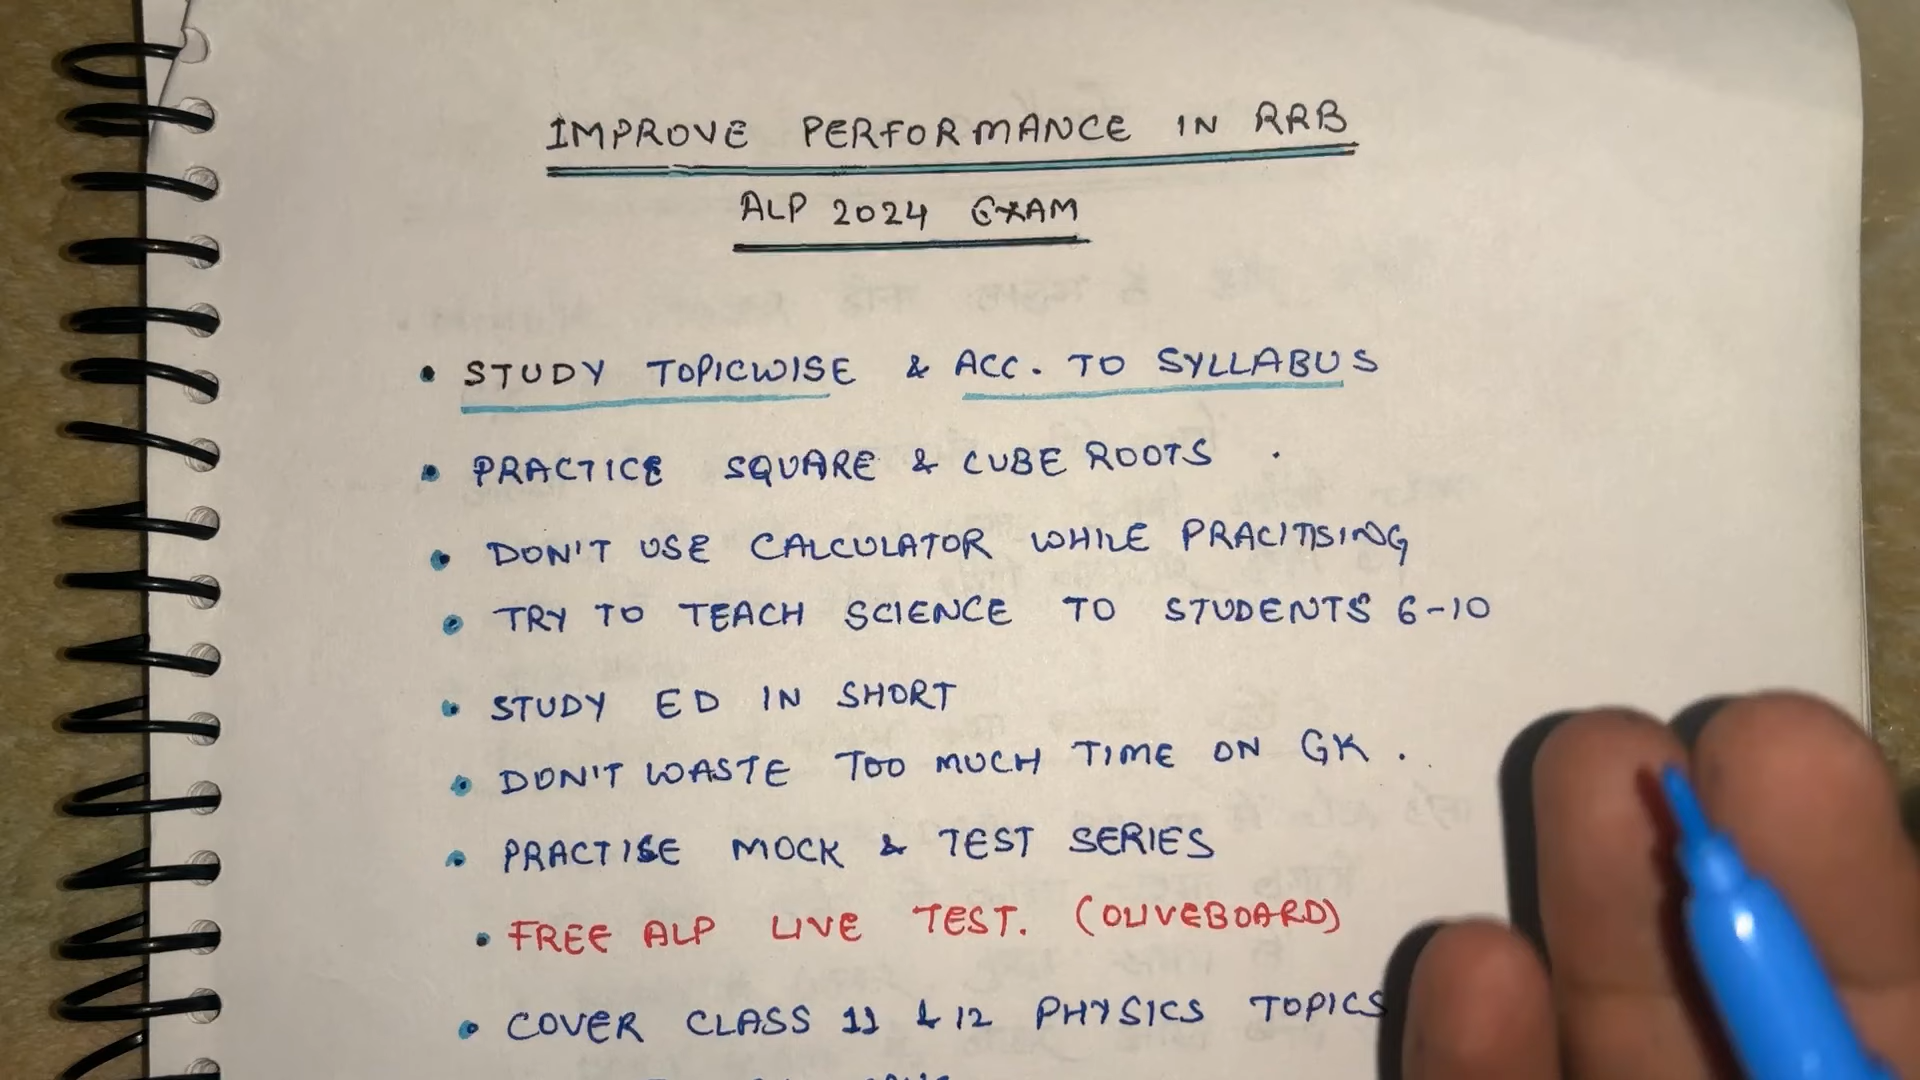 IMPROVE PERFORMANCE IN RRB
ALP 2024 EXAM
• STUDY TOPICWISE & ACC. TO SYLLABUS
• PRACTICE SQUARE & CUBE ROOTS .
• DON'T USE CALCULATOR WHILE PRACITISING
• TRY TO TEACH SCIENCE TO STUDENTS 6-10
• STUDY ED IN SHORT
• DON'T WASTE TOO MUCH TIME ON GK .
• PRACTISE MOCK & TEST SERIES
• FREE ALP LIVE TEST. (OLIVEBOARD)
• COVER CLASS 11 & 12 PHYSICS TOPICS